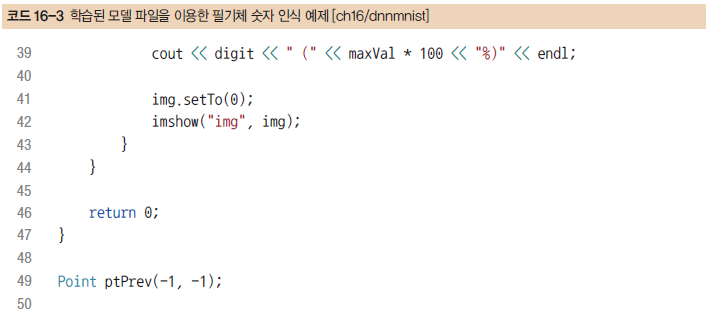 코드 16-3 학습된 모델 파일을 이용한 필기체 숫자 인식 예제 [ch16/dnnmnist]
39 cout << digit << " (" << maxVal * 100 << "%)" << endl;
40
41 img.setTo(0);
42 imshow("img", img);
43 }
44 }
45
46 return 0;
47 }
48
49 Point ptPrev(-1, -1);
50